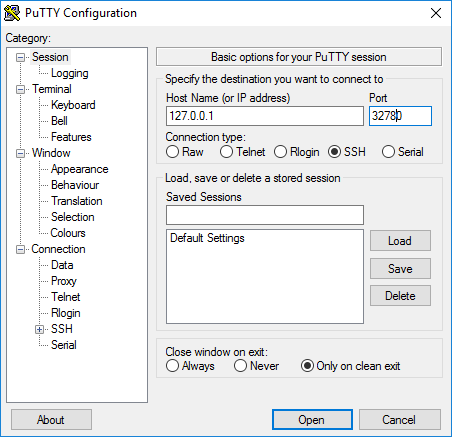 PuTTY Configuration
Category:
Session
Logging
Terminal
Keyboard
Bell
Features
Window
Appearance
Behaviour
Translation
Selection
Colours
Connection
Data
Proxy
Telnet
Rlogin
SSH
Serial
Basic options for your PuTTY session
Specify the destination you want to connect to
Host Name (or IP address) Port
127.0.0.1 32780
Connection type:
Raw Telnet Rlogin SSH Serial
Load, save or delete a stored session
Saved Sessions
Default Settings
Load
Save
Delete
Close window on exit:
Always Never Only on clean exit
About Open Cancel